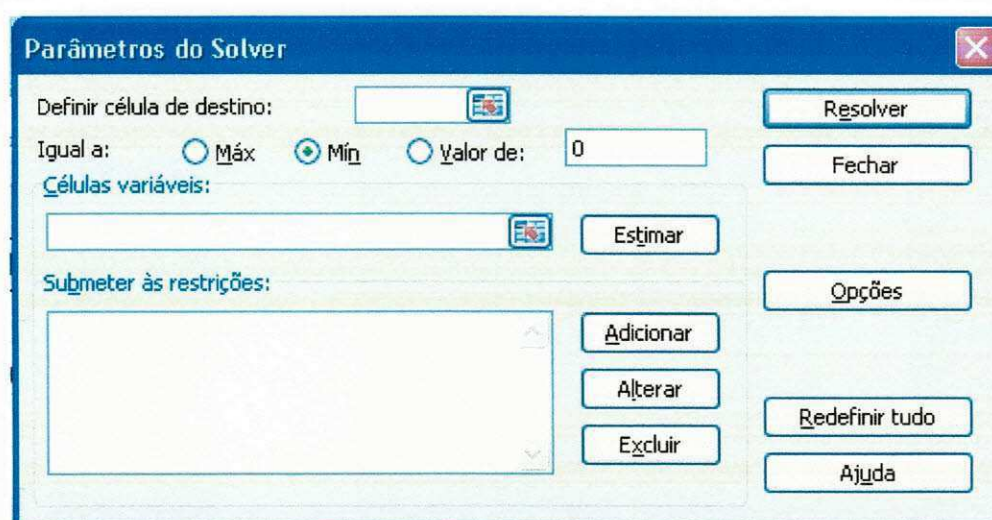 Parâmetros do Solver
Definir célula de destino:
Resolver
Igual a: Máx Mín Valor de: 0
Fechar
Células variáveis:
Estimar
Submeter às restrições:
Opções
Adicionar
Alterar
Redefinir tudo
Excluir
Ajuda